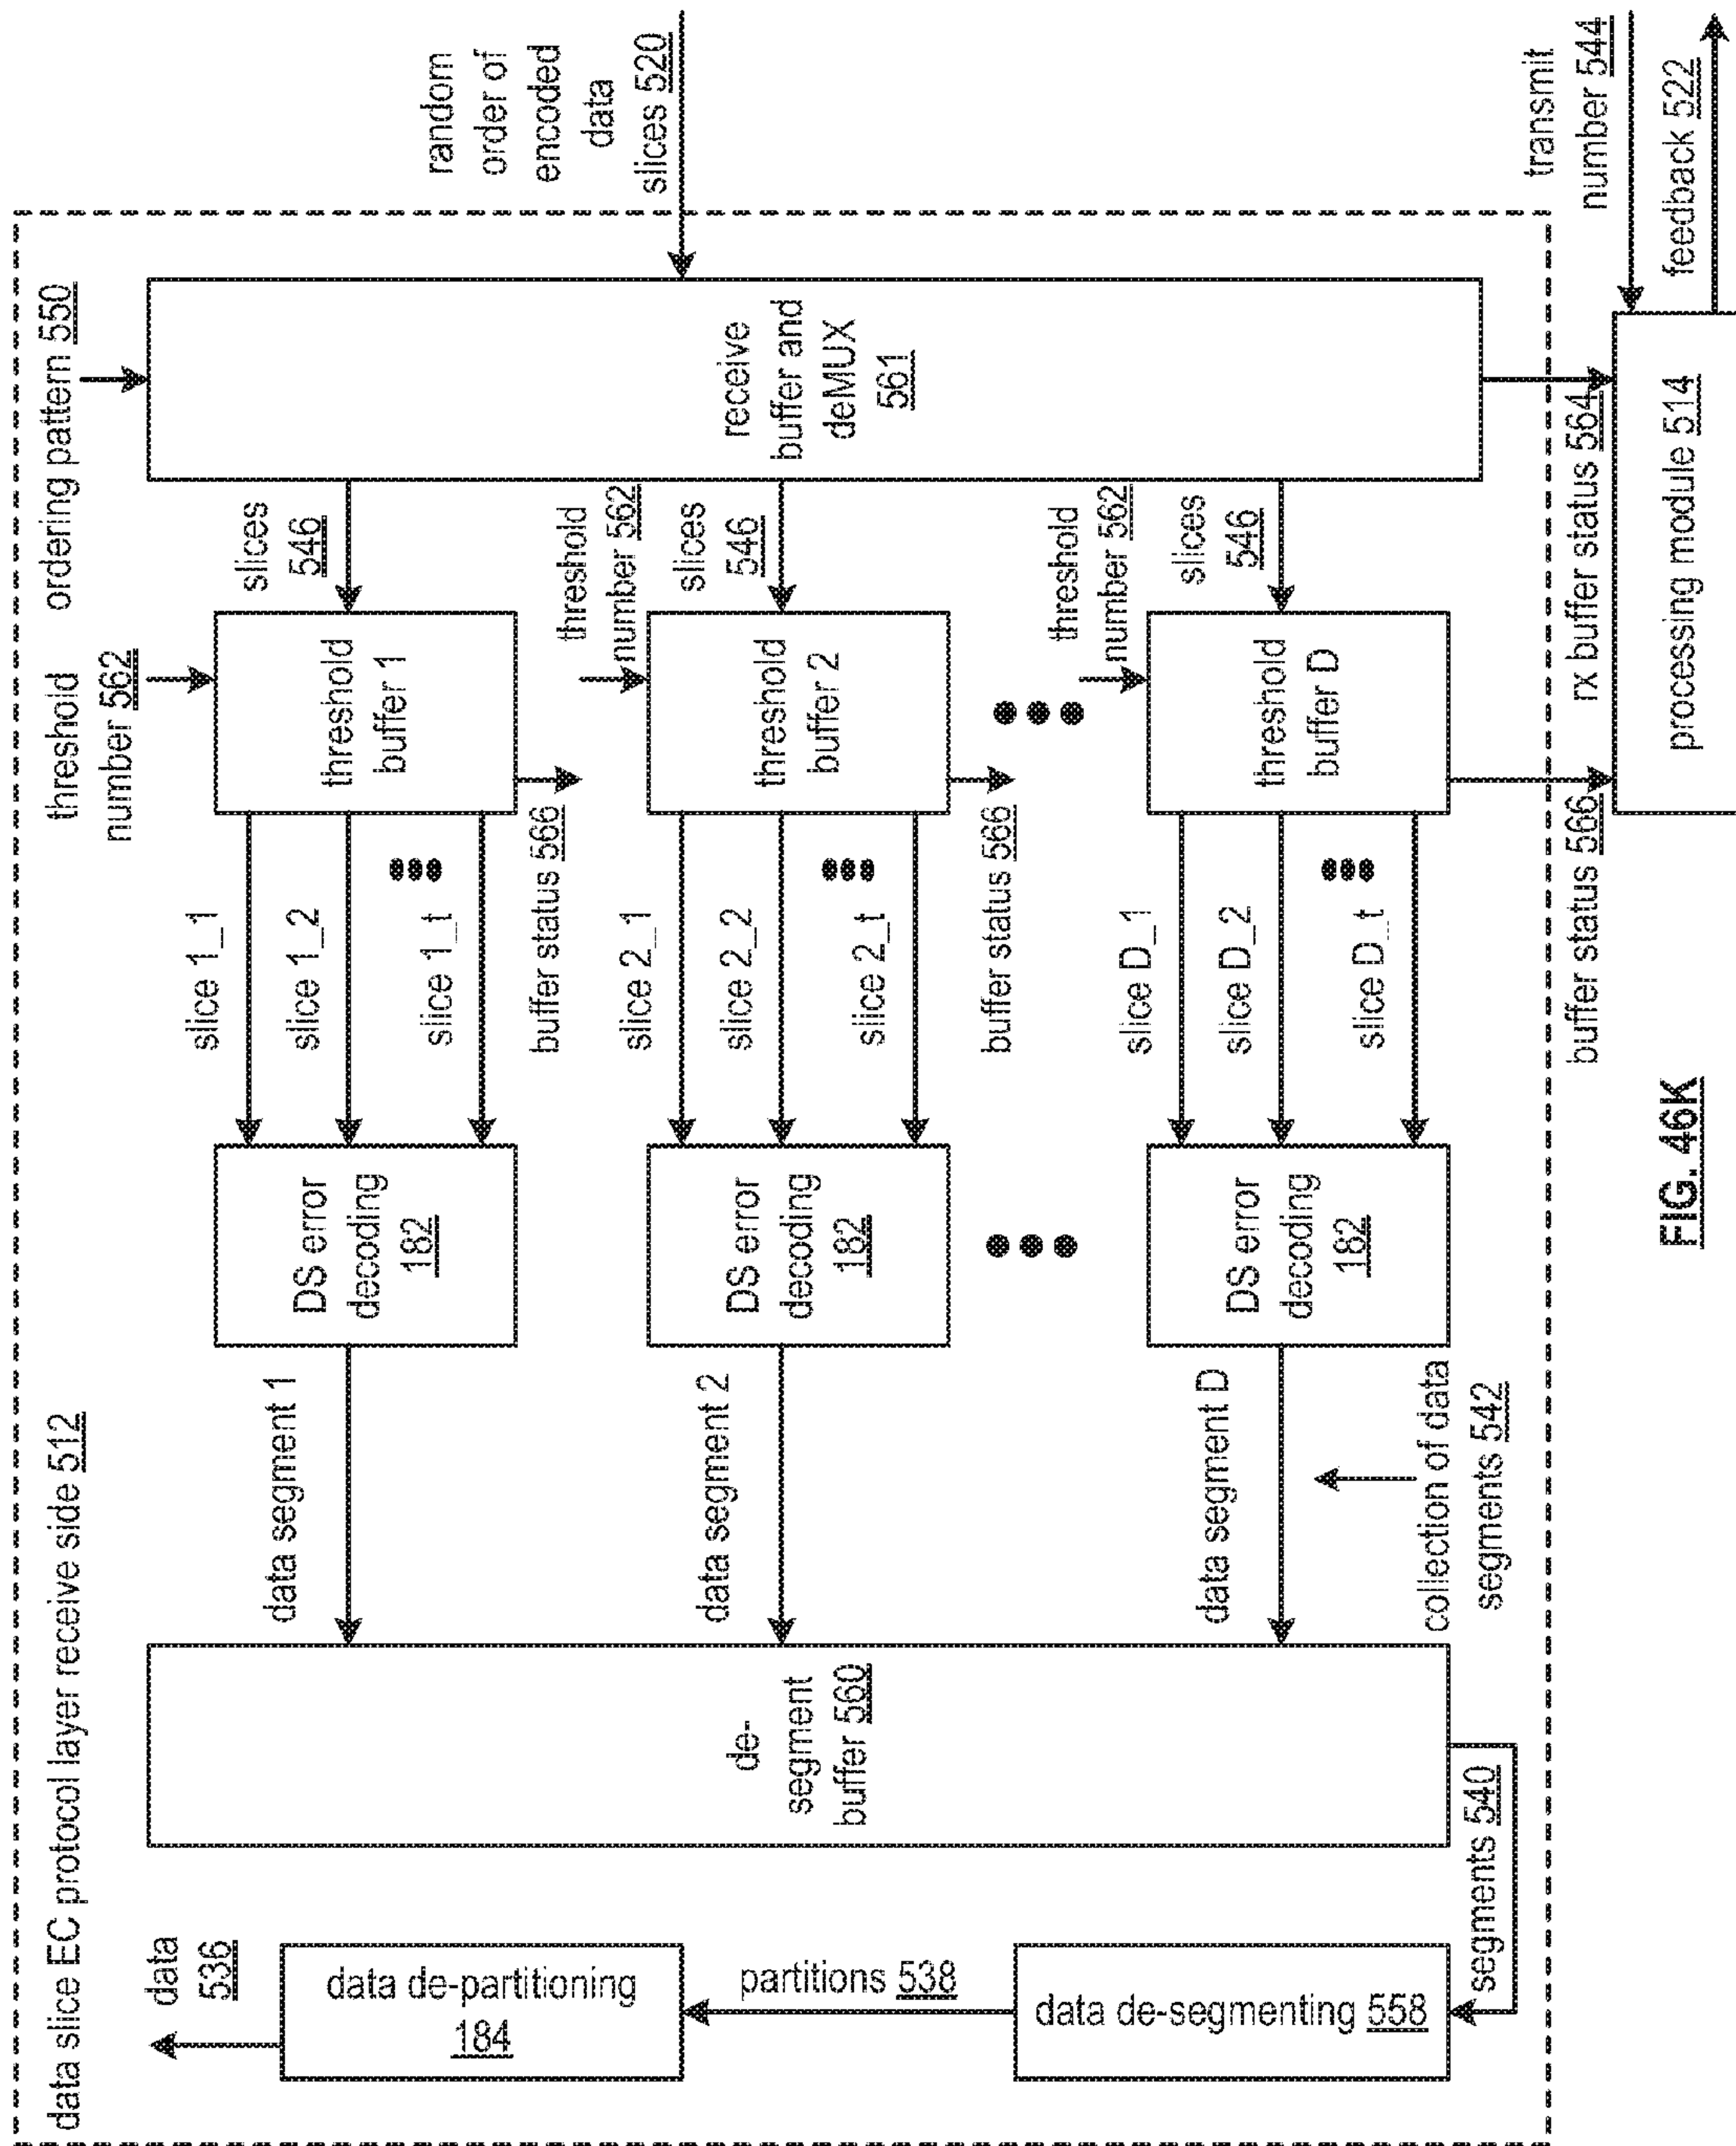 data slice EC protocol layer receive side 512
data
536
data de-partitioning
184
partitions 538
data de-segmenting 558
segments 540
de-
segment
buffer 560
data segment 1
data segment 2
data segment D
collection of data
segments 542
DS error
decoding
182
DS error
decoding
182
DS error
decoding
182
slice 1_1
slice 1_2
slice 1_t
buffer status 566
slice 2_1
slice 2_2
slice 2_t
buffer status 566
slice D_1
slice D_2
slice D_t
buffer status 566
threshold
number 562
threshold
buffer 1
threshold
number 562
threshold
buffer 2
threshold
number 562
threshold
buffer D
ordering pattern 550
slices
546
slices
546
slices
546
receive
buffer and
deMUX
561
rx buffer status 564
processing module 514
random
order of
encoded
data
slices 520
transmit
number 544
feedback 522
FIG. 46K